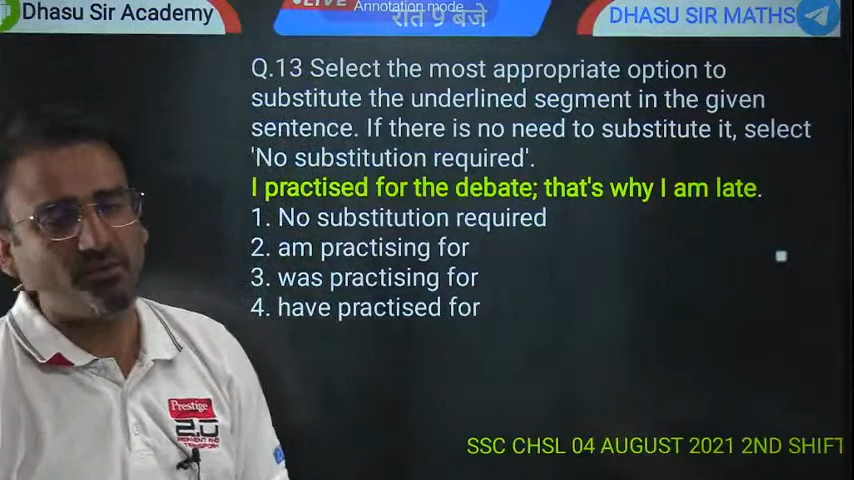 Dhasu Sir Academy
LIVE Annotation mode
रात 9 बजे
DHASU SIR MATHS
Q.13 Select the most appropriate option to
substitute the underlined segment in the given
sentence. If there is no need to substitute it, select
'No substitution required'.
I practised for the debate; that's why I am late.
1. No substitution required
2. am practising for
3. was practising for
4. have practised for
Prestige
2.0
SSC CHSL 04 AUGUST 2021 2ND SHIFT